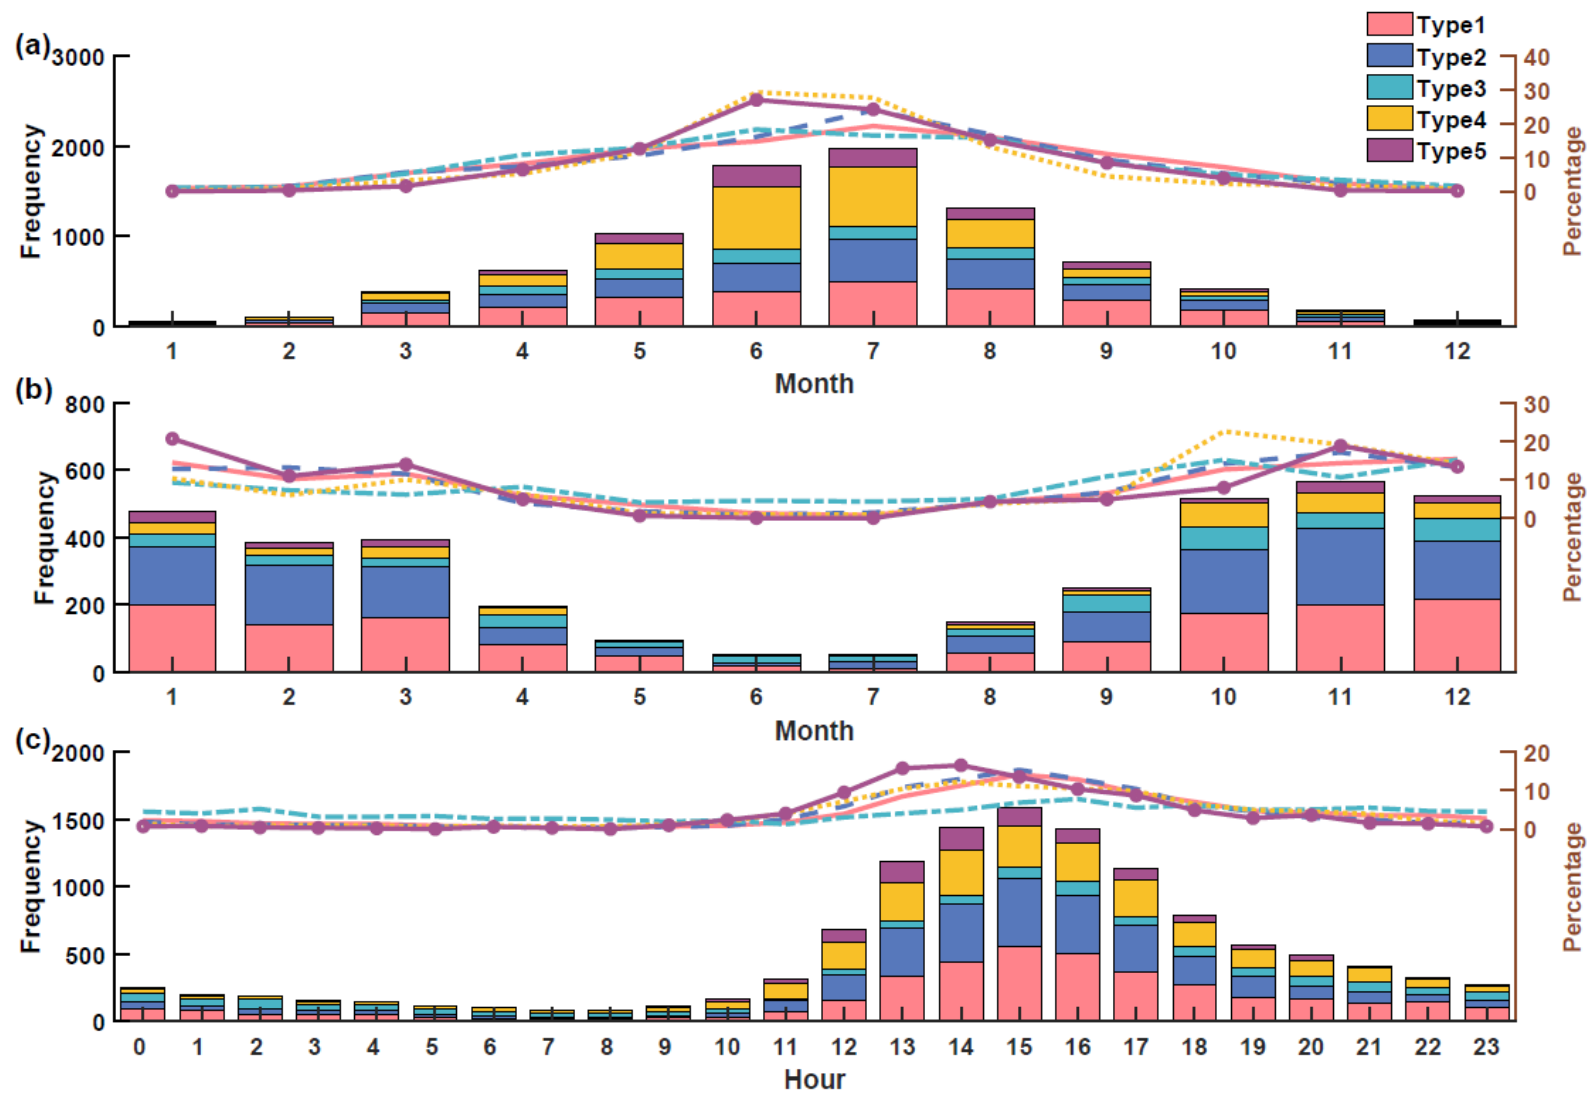 Type1
Type2
Type3
Type4
Type5
(a)
3000
2000
1000
0
Frequency
40
30
20
10
0
Percentage
1 2 3 4 5 6 7 8 9 10 11 12
Month
(b)
800
600
400
200
0
Frequency
30
20
10
0
Percentage
1 2 3 4 5 6 7 8 9 10 11 12
Month
(c)
2000
1500
1000
500
0
Frequency
20
10
0
Percentage
0 1 2 3 4 5 6 7 8 9 10 11 12 13 14 15 16 17 18 19 20 21 22 23
Hour